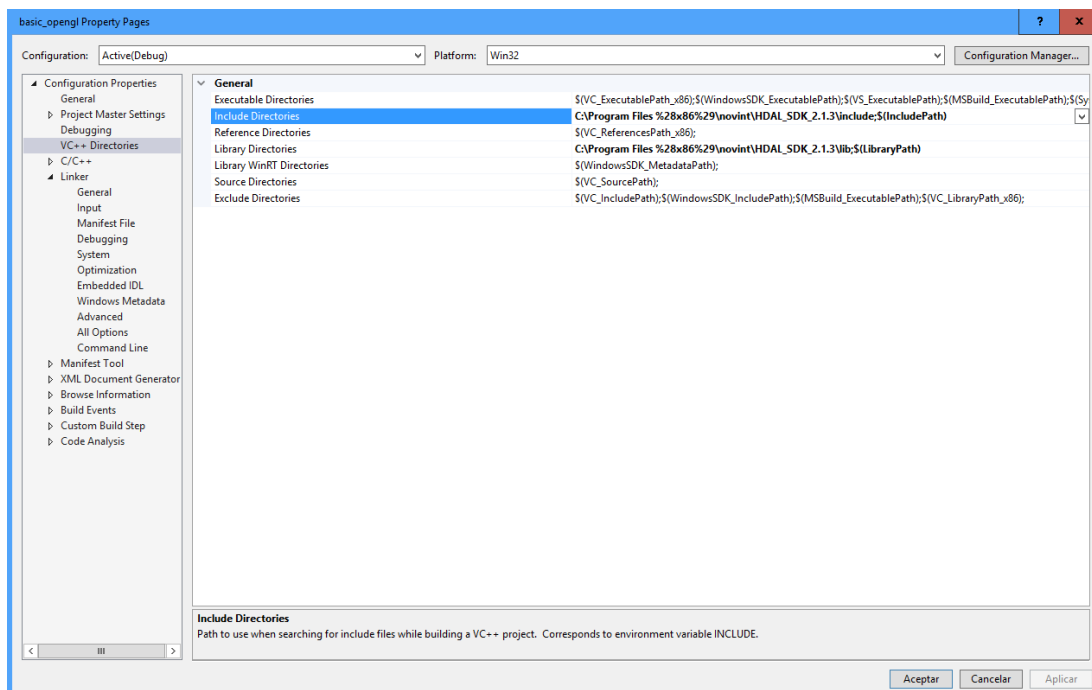 basic_opengl Property Pages
? x
Configuration: Active(Debug) Platform: Win32 Configuration Manager...
Configuration Properties
General
Project Master Settings
Debugging
VC++ Directories
C/C++
Linker
General
Input
Manifest File
Debugging
System
Optimization
Embedded IDL
Windows Metadata
Advanced
All Options
Command Line
Manifest Tool
XML Document Generator
Browse Information
Build Events
Custom Build Step
Code Analysis
General
Executable Directories $(VC_ExecutablePath_x86);$(WindowsSDK_ExecutablePath);$(VS_ExecutablePath);$(MSBuild_ExecutablePath);$(Sy
Include Directories C:\Program Files %28x86%29\novint\HDAL_SDK_2.1.3\include;$(IncludePath)
Reference Directories $(VC_ReferencesPath_x86);
Library Directories C:\Program Files %28x86%29\novint\HDAL_SDK_2.1.3\lib;$(LibraryPath)
Library WinRT Directories $(WindowsSDK_MetadataPath);
Source Directories $(VC_SourcePath);
Exclude Directories $(VC_IncludePath);$(WindowsSDK_IncludePath);$(MSBuild_ExecutablePath);$(VC_LibraryPath_x86);
Include Directories
Path to use when searching for include files while building a VC++ project. Corresponds to environment variable INCLUDE.
Aceptar Cancelar Aplicar